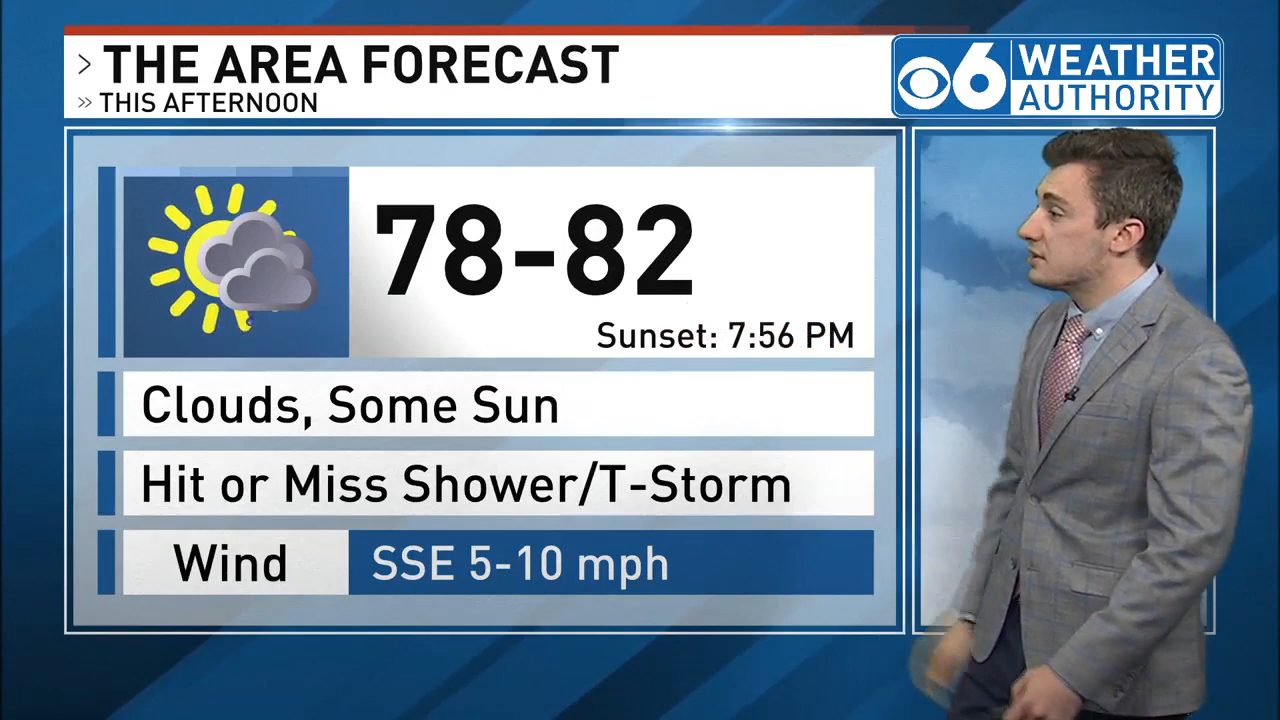 > THE AREA FORECAST
» THIS AFTERNOON
6 WEATHER
AUTHORITY
78-82
Sunset: 7:56 PM
Clouds, Some Sun
Hit or Miss Shower/T-Storm
Wind SSE 5-10 mph